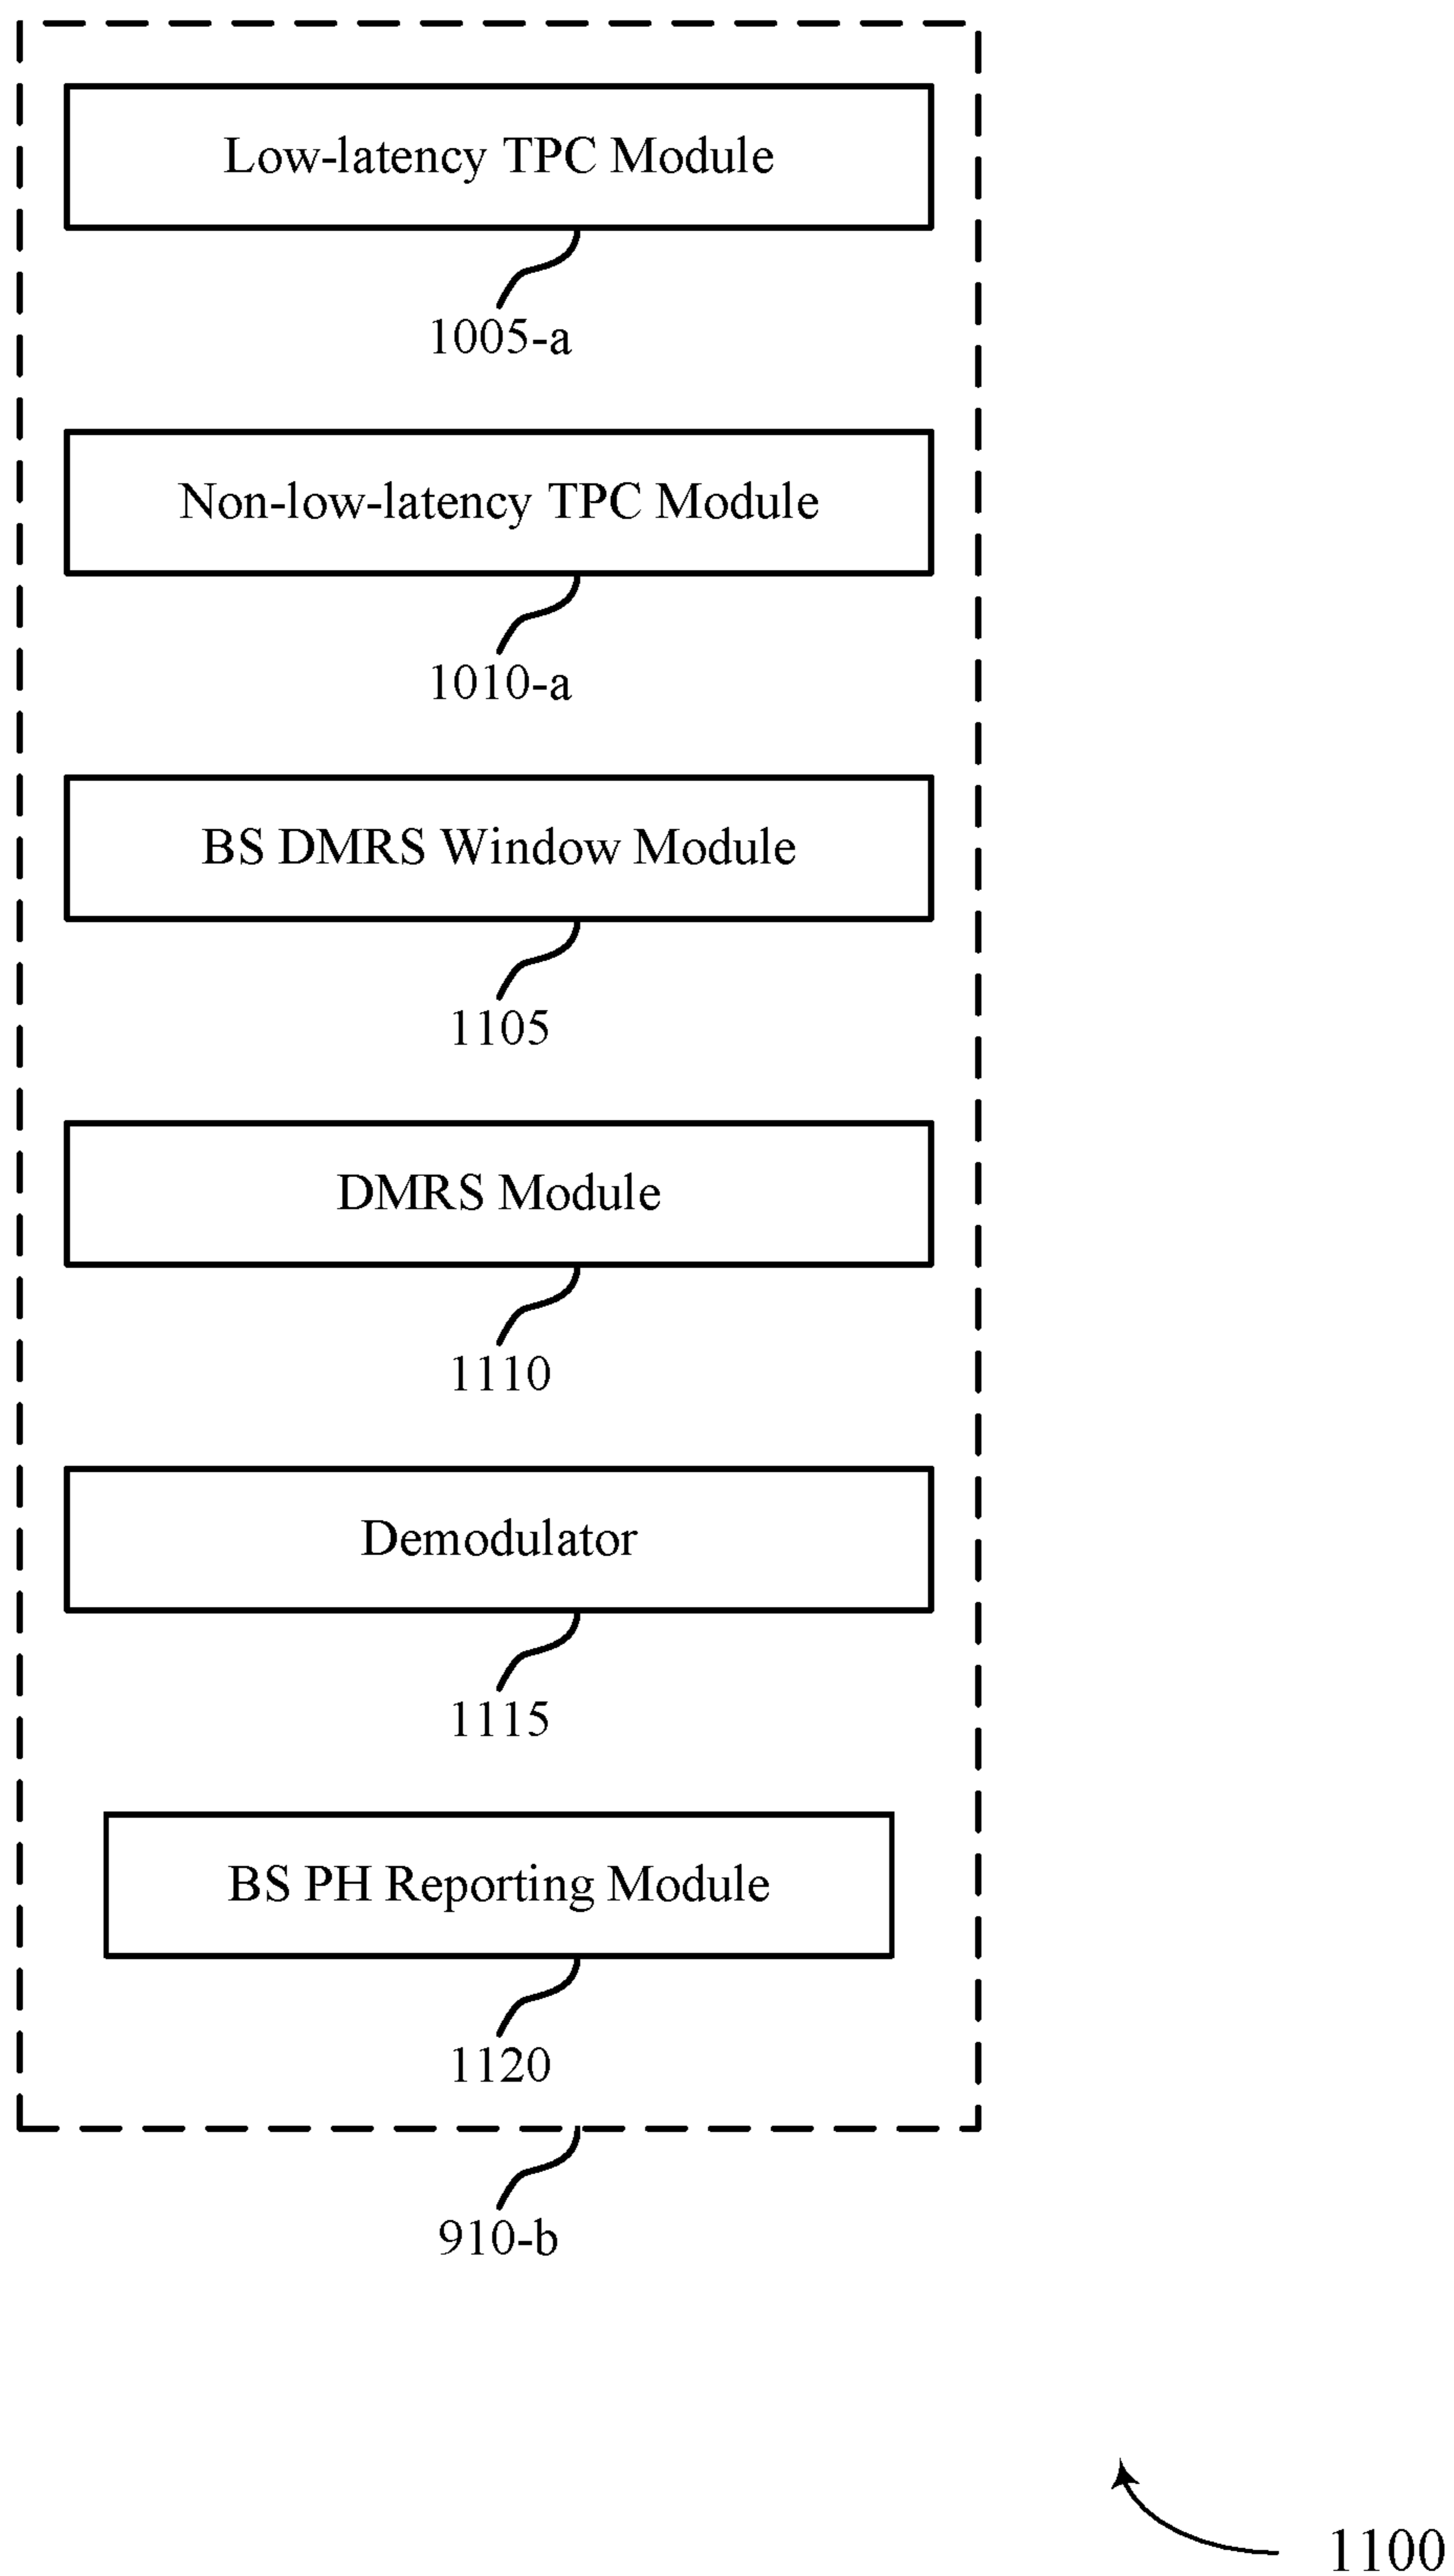 Low-latency TPC Module
1005-a
Non-low-latency TPC Module
1010-a
BS DMRS Window Module
1105
DMRS Module
1110
Demodulator
1115
BS PH Reporting Module
1120
910-b
1100